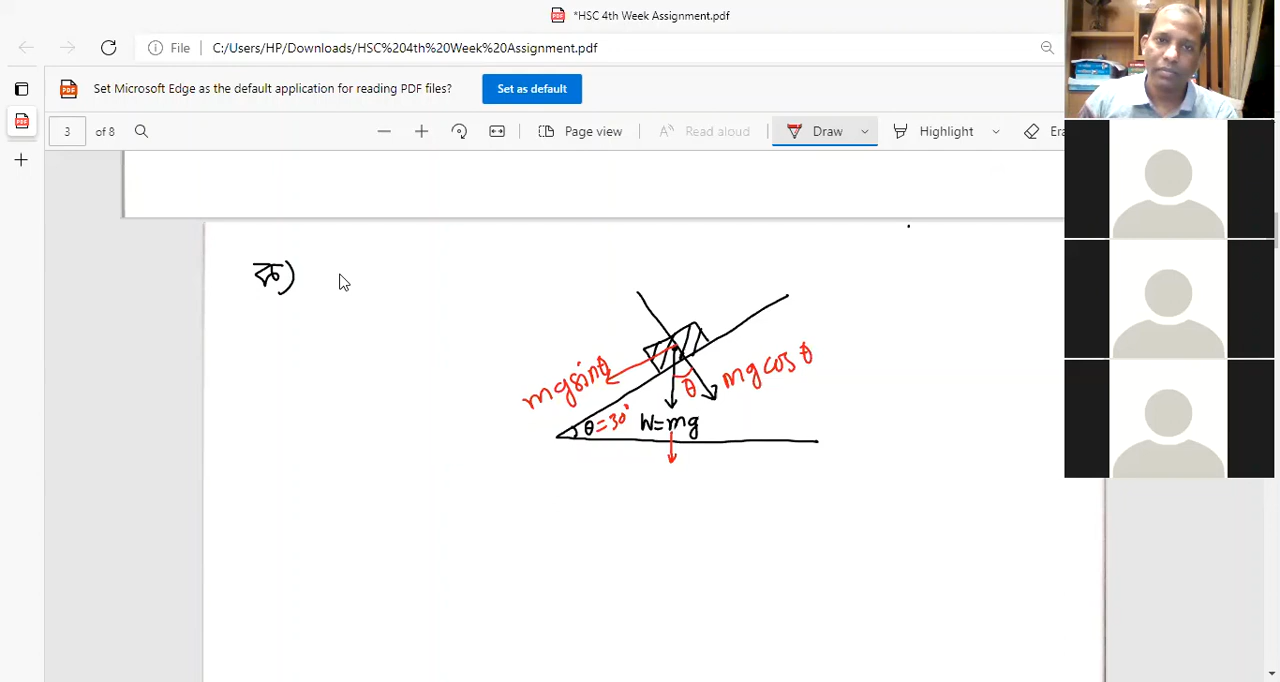 *HSC 4th Week Assignment.pdf
File C:/Users/HP/Downloads/HSC%204th%20Week%20Assignment.pdf
Set Microsoft Edge as the default application for reading PDF files? Set as default
3 of 8 Page view Read aloud Draw Highlight Era
ক)
mgsinθ
θ
mg cos θ
θ=30°
W=mg